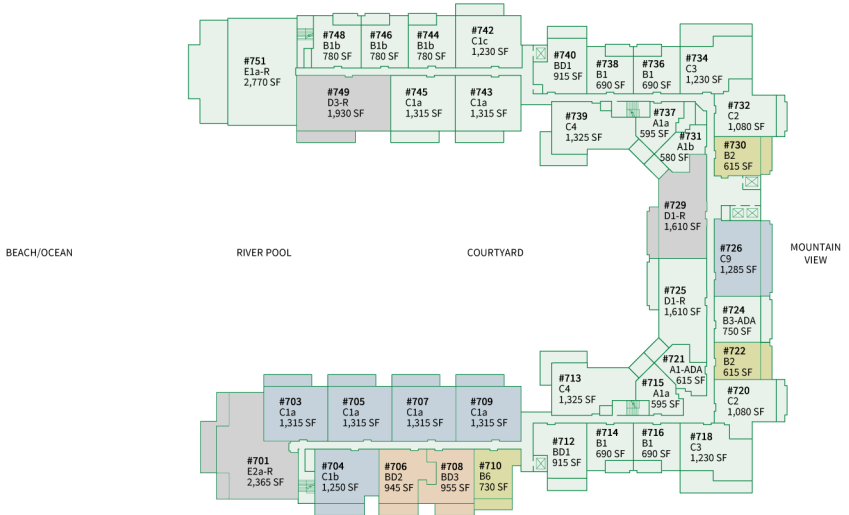 #751
E1a-R
2,770 SF
#748
B1b
780 SF
#746
B1b
780 SF
#744
B1b
780 SF
#742
C1c
1,230 SF
#740
BD1
915 SF
#738
B1
690 SF
#736
B1
690 SF
#734
C3
1,230 SF
#749
D3-R
1,930 SF
#745
C1a
1,315 SF
#743
C1a
1,315 SF
#739
C4
1,325 SF
#737
A1a
595 SF
#731
A1b
580 SF
#732
C2
1,080 SF
#730
B2
615 SF
#729
D1-R
1,610 SF
#726
C9
1,285 SF
BEACH/OCEAN
RIVER POOL
COURTYARD
MOUNTAIN
VIEW
#725
D1-R
1,610 SF
#724
B3-ADA
750 SF
#722
B2
615 SF
#721
A1-ADA
615 SF
#720
C2
1,080 SF
#713
C4
1,325 SF
#715
A1a
595 SF
#703
C1a
1,315 SF
#705
C1a
1,315 SF
#707
C1a
1,315 SF
#709
C1a
1,315 SF
#701
E2a-R
2,365 SF
#704
C1b
1,250 SF
#706
BD2
945 SF
#708
BD3
955 SF
#710
B6
730 SF
#712
BD1
915 SF
#714
B1
690 SF
#716
B1
690 SF
#718
C3
1,230 SF